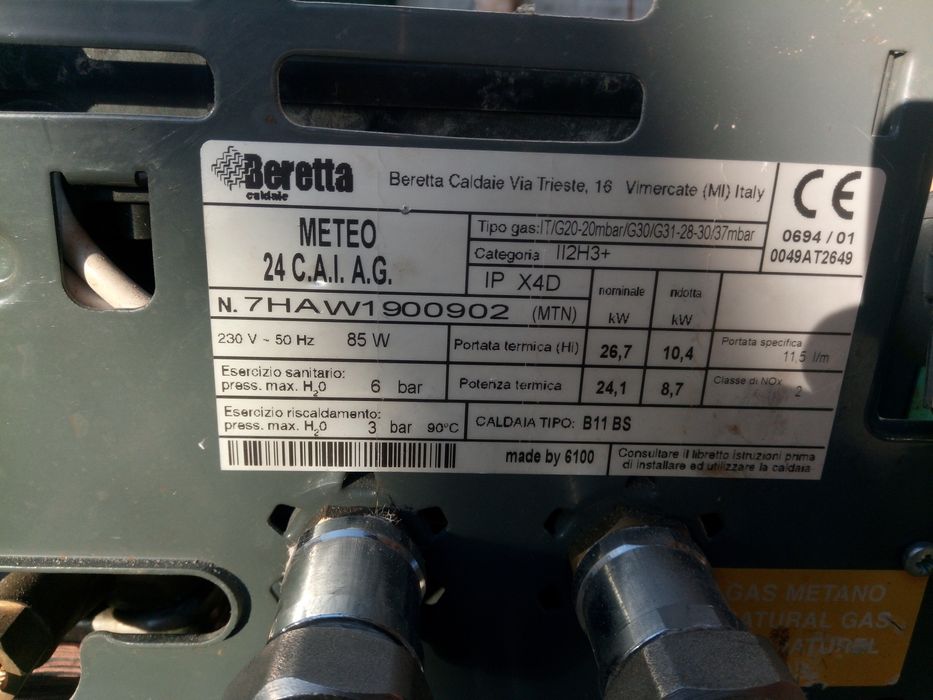 Beretta
caldaie
Beretta Caldaie Via Trieste, 16 Vimercate (MI) Italy
CE
0694 / 01
0049AT2649
METEO
24 C.A.I. A.G.
Tipo gas:IT/G20-20mbar/G30/G31-28-30/37mbar
Categoria II2H3+
IP X4D
N. 7HAW1900902 (MTN)
nominale
kW
ridotta
kW
230 V ~ 50 Hz 85 W
Portata termica (Hi) 26,7 10,4
Portata specifica
11,5 l/m
Esercizio sanitario:
press. max. H2O 6 bar
Potenza termica 24,1 8,7
Classe di NOx 2
Esercizio riscaldamento:
press. max. H2O 3 bar 90°C
CALDAIA TIPO: B11 BS
made by 6100
Consultare il libretto istruzioni prima
di installare ed utilizzare la caldaia
GAS METANO
NATURAL GAS
NATUREL